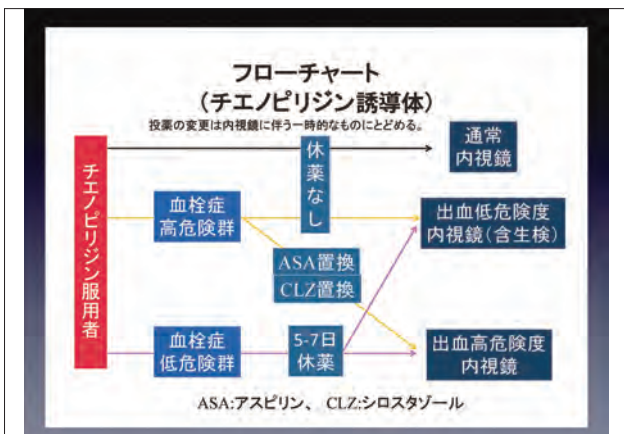 フローチャート
(チエノピリジン誘導体)
投薬の変更は内視鏡に伴う一時的なものにとどめる。
チエノピリジン服用者
休薬なし
通常
内視鏡
血栓症
高危険群
出血低危険度
内視鏡(含生検)
ASA置換
CLZ置換
血栓症
低危険群
5-7日
休薬
出血高危険度
内視鏡
ASA:アスピリン、 CLZ:シロスタゾール